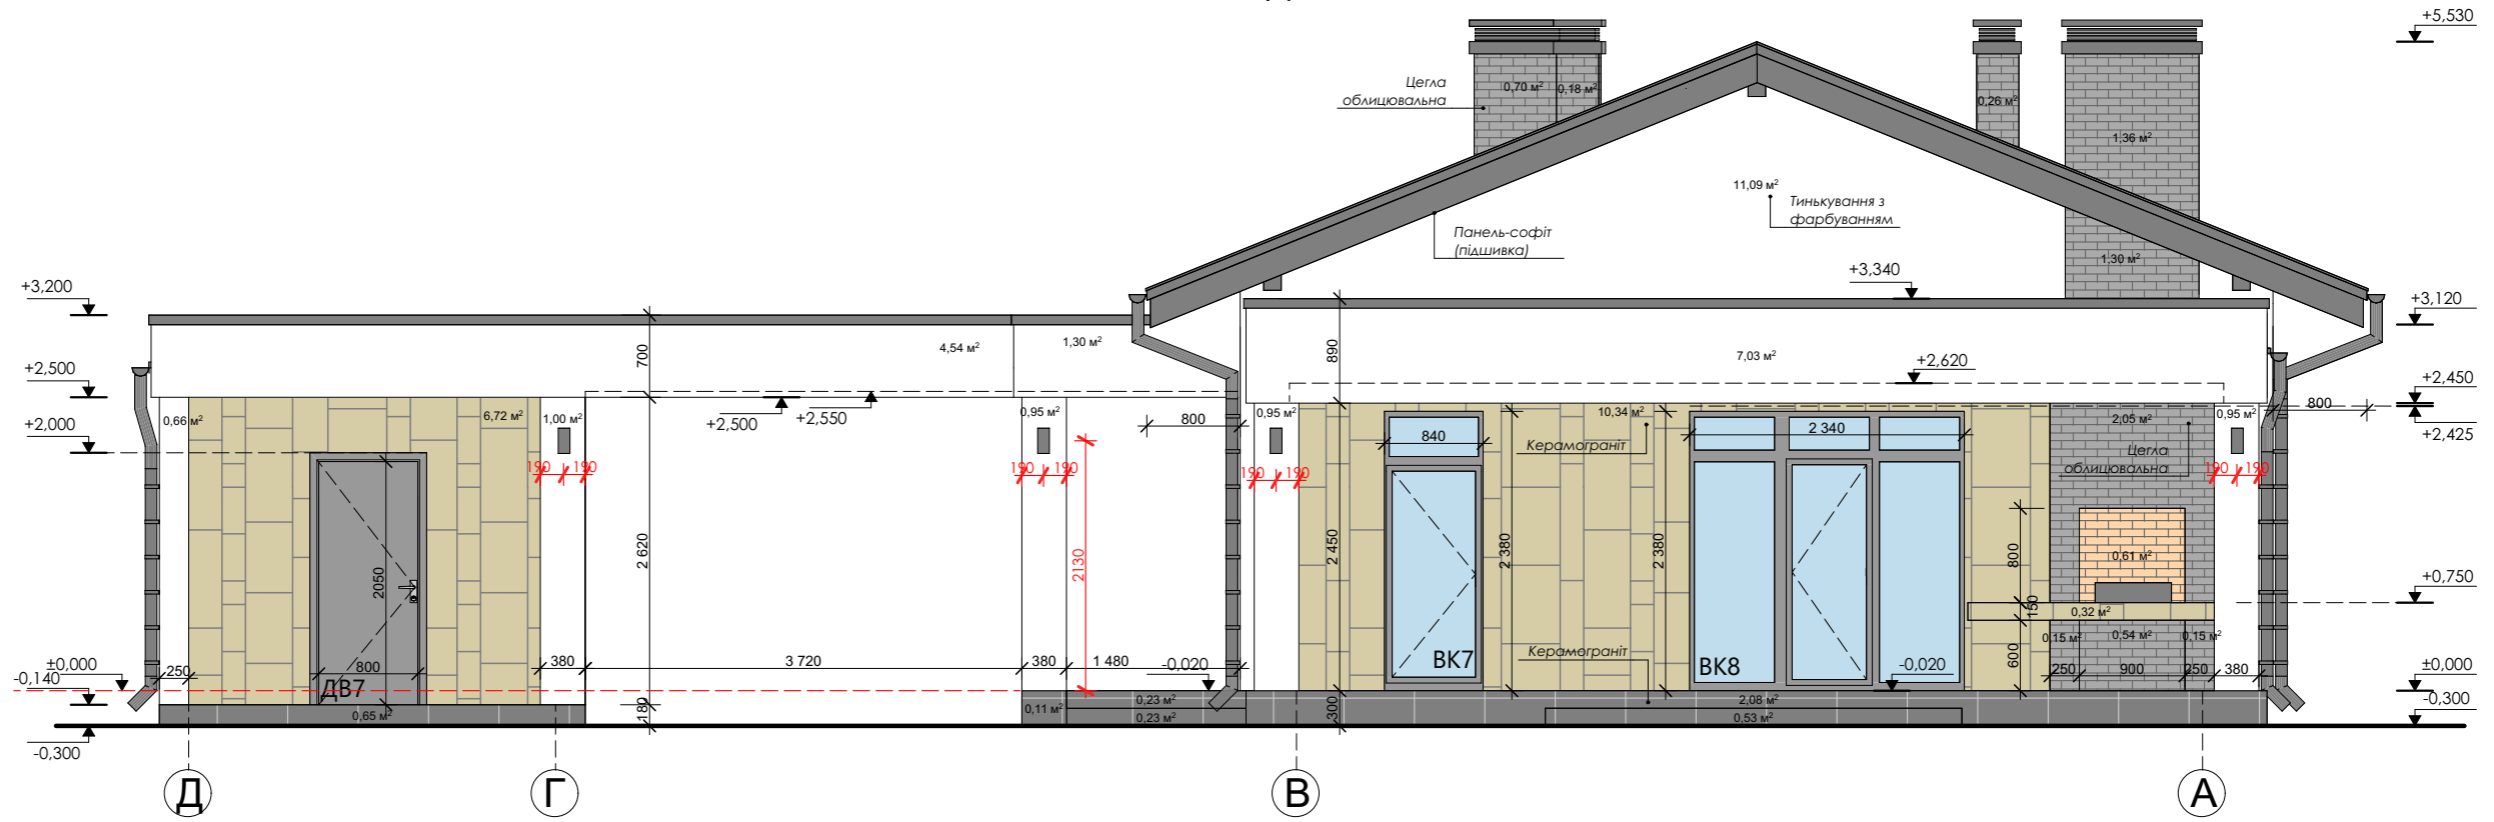 +5,530
Цегла
облицювальна
0,70 м²
0,18 м²
0,26 м²
1,36 м²
11,09 м²
Тинькування з
фарбуванням
Панель-софіт
(підшивка)
1,30 м²
+3,340
+3,200
+3,120
700
4,54 м²
1,30 м²
890
7,03 м²
+2,620
+2,500
+2,450
+2,500
+2,550
800
800
+2,425
+2,000
0,66 м²
6,72 м²
1,00 м²
0,95 м²
0,95 м²
10,34 м²
2,05 м²
0,95 м²
840
2 340
Керамограніт
Цегла
облицювальна
190
190
190
190
190
190
190
190
2050
2 620
2130
2 450
2 380
2 380
800
0,61 м²
+0,750
150
0,32 м²
0,15 м²
0,54 м²
0,15 м²
600
±0,000
-0,140
250
800
ДВ7
380
3 720
380
1 480
-0,020
ВК7
Керамограніт
ВК8
-0,020
250
900
250
380
±0,000
-0,300
0,65 м²
180
0,11 м²
0,23 м²
0,23 м²
300
2,08 м²
0,53 м²
-0,300
Д
Г
В
А